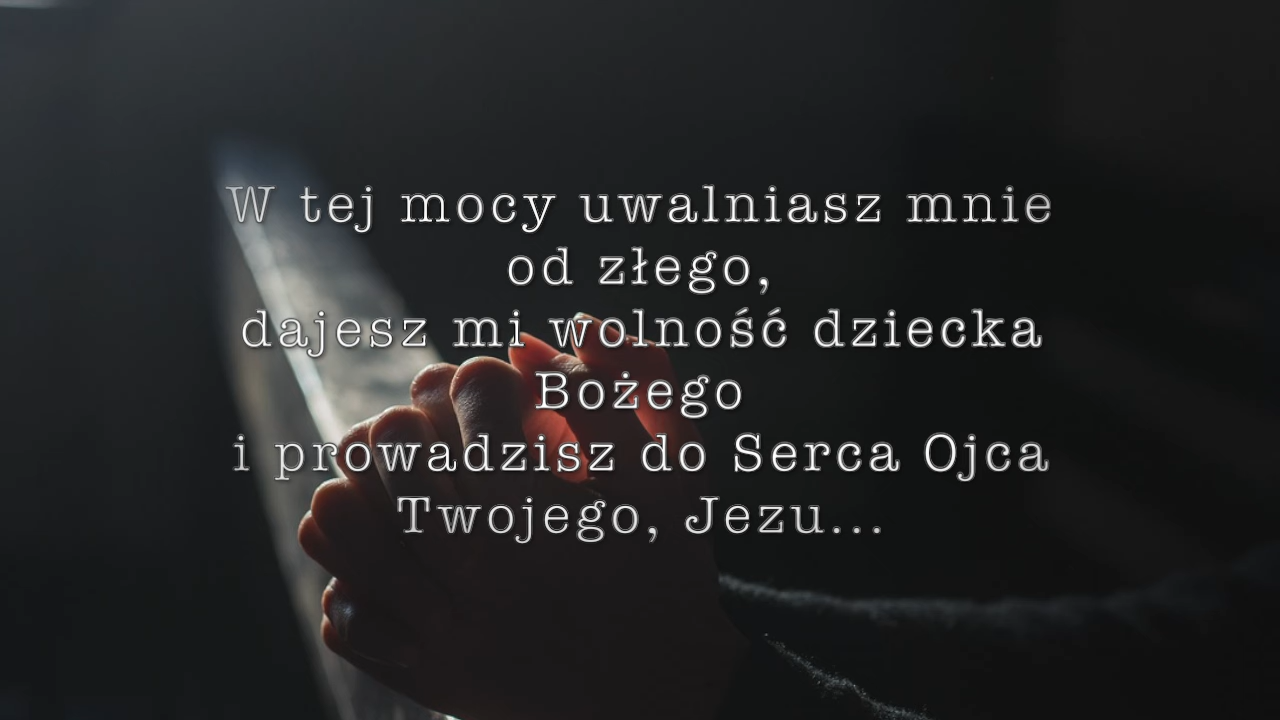 W tej mocy uwalniasz mnie
od złego,
dajesz mi wolność dziecka
Bożego
i prowadzisz do Serca Ojca
Twojego, Jezu...